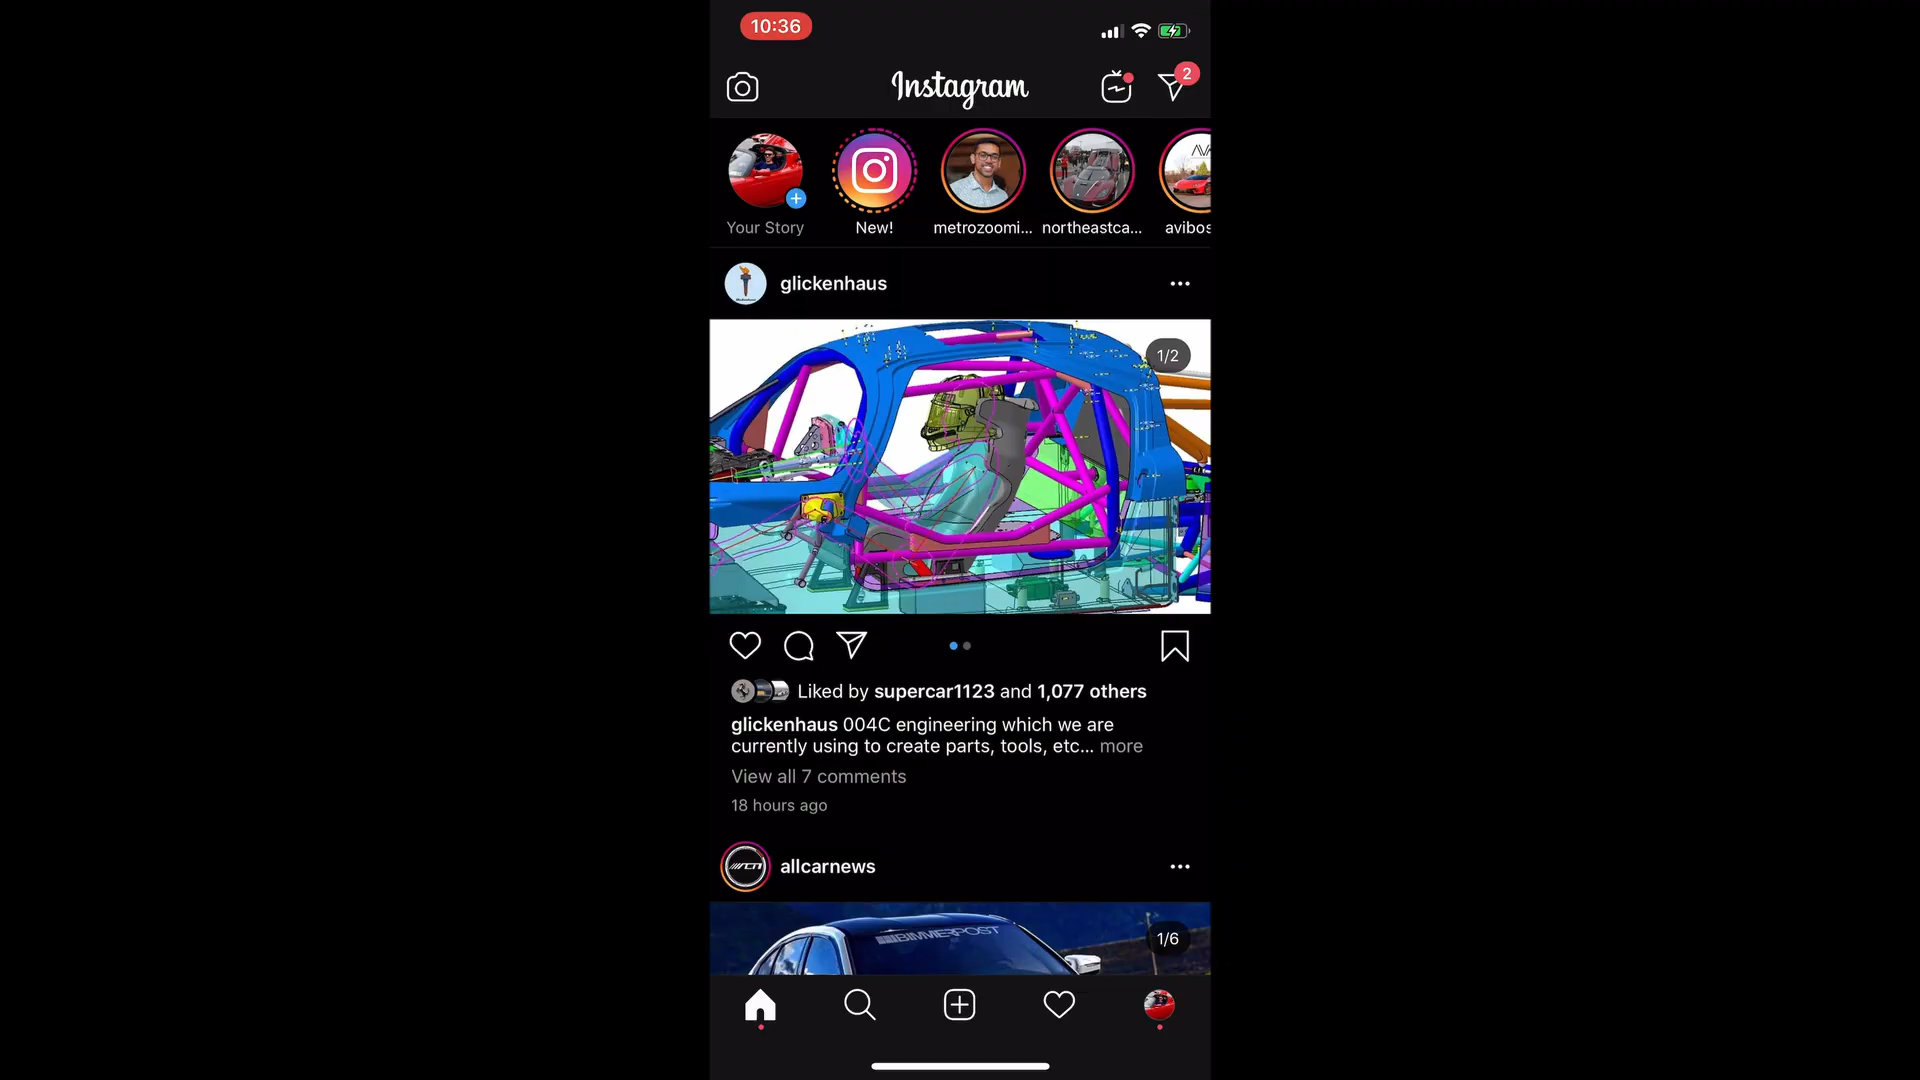 10:36
Instagram
2
Your Story
New!
metrozoomi...
northeastca...
avibos
glickenhaus
1/2
Liked by supercar1123 and 1,077 others
glickenhaus 004C engineering which we are
currently using to create parts, tools, etc... more
View all 7 comments
18 hours ago
allcarnews
BIMMERPOST
1/6